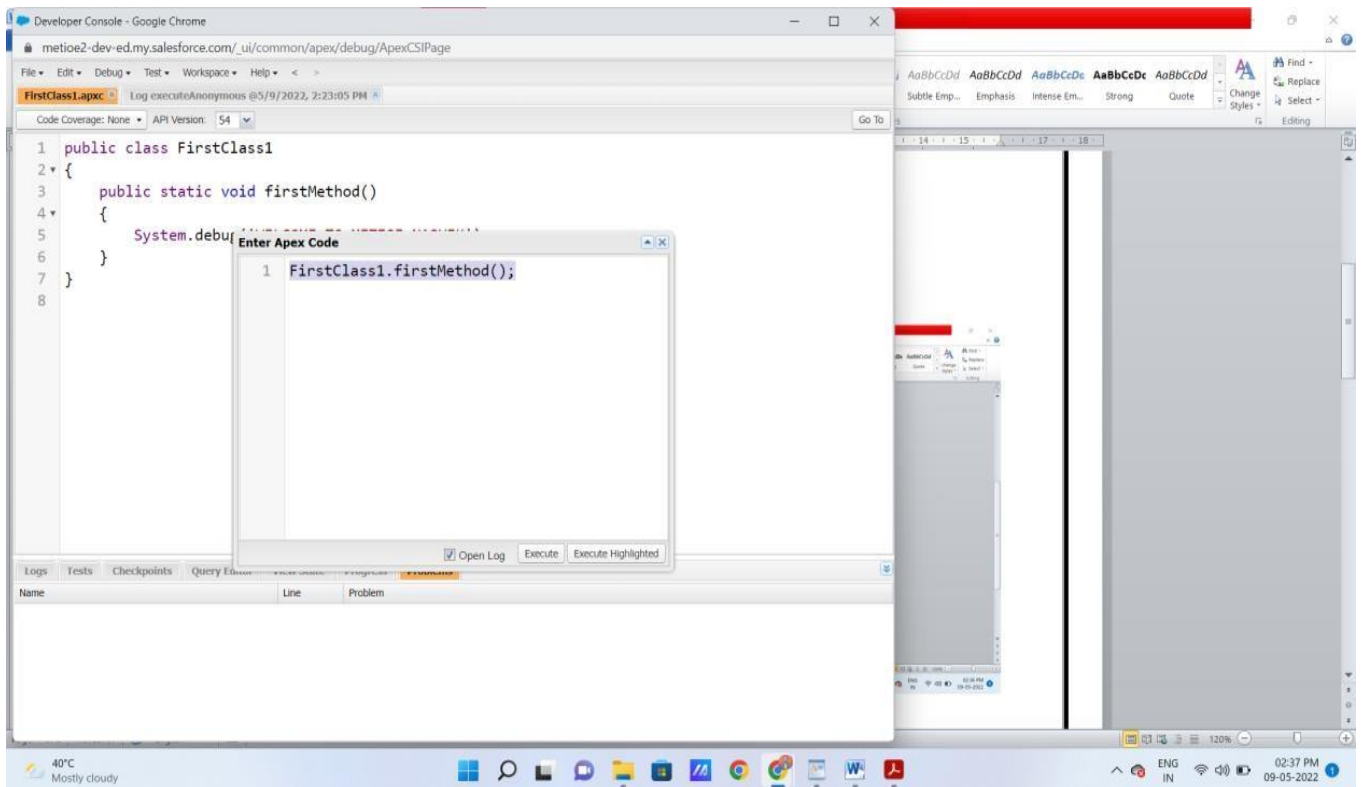 Developer Console - Google Chrome
metioe2-dev-ed.my.salesforce.com/_ui/common/apex/debug/ApexCSIPage
File Edit Debug Test Workspace Help < >
FirstClass1.apxc Log executeAnonymous @5/9/2022, 2:23:05 PM
Code Coverage: None API Version: 54 Go To
1 public class FirstClass1
2 {
3 public static void firstMethod()
4 {
5 System.debug
6 }
7 }
8
Enter Apex Code
1 FirstClass1.firstMethod();
Open Log Execute Execute Highlighted
Logs Tests Checkpoints Query Editor View State Progress Problems
Name Line Problem
AaBbCcDd AaBbCcDd AaBbCcDc AaBbCcDc AaBbCcDd
Subtle Emp... Emphasis Intense Em... Strong Quote
Change Styles
Find
Replace
Select
Editing
14 15 17 18
120%
40°C
Mostly cloudy
ENG
IN
02:37 PM
09-05-2022
1